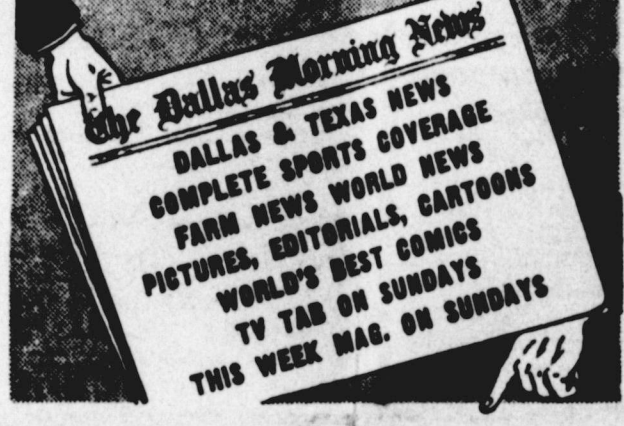 The Dallas Morning News
DALLAS & TEXAS NEWS
COMPLETE SPORTS COVERAGE
FARM NEWS WORLD NEWS
PICTURES, EDITORIALS, CARTOONS
WORLD'S BEST COMICS
TV TAB ON SUNDAYS
THIS WEEK MAG. ON SUNDAYS